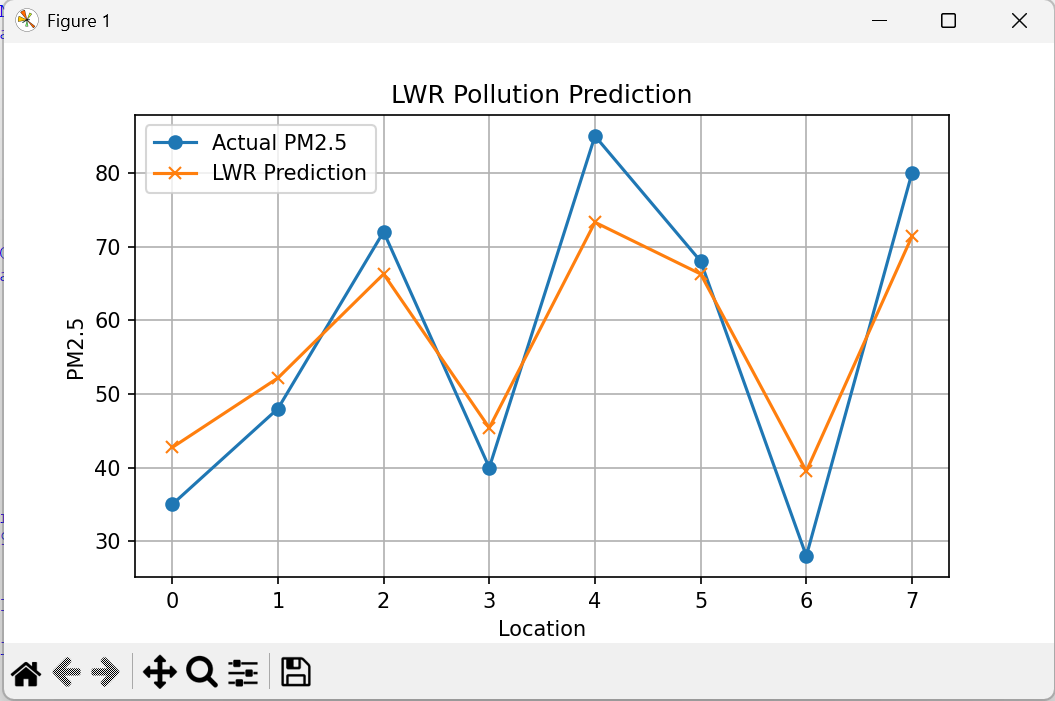 Figure 1
LWR Pollution Prediction
Actual PM2.5
LWR Prediction
80
70
60
50
40
30
PM2.5
0 1 2 3 4 5 6 7
Location